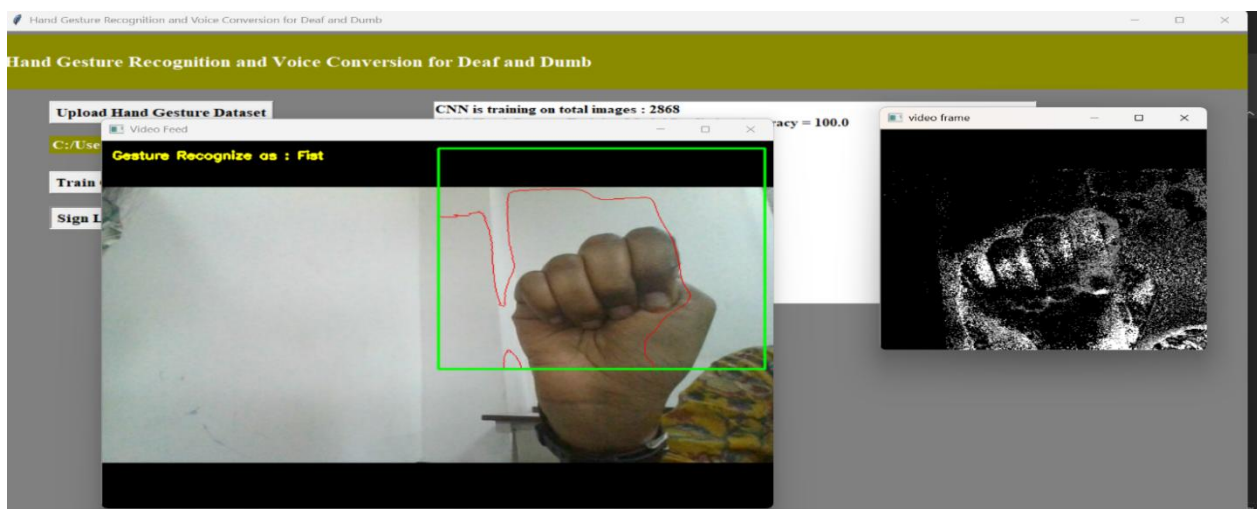 Hand Gesture Recognition and Voice Conversion for Deaf and Dumb
Hand Gesture Recognition and Voice Conversion for Deaf and Dumb
Upload Hand Gesture Dataset
CNN is training on total images : 2868
= 100.0
Video Feed
video frame
Gesture Recognize as : Fist
C:/Use
Train
Sign L